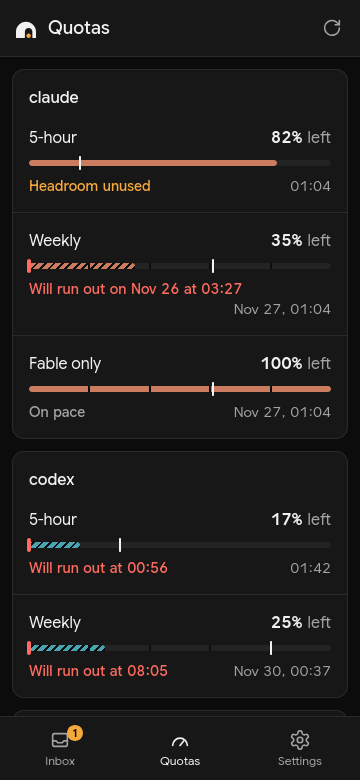 Quotas
claude
5-hour 82% left
Headroom unused 01:04
Weekly 35% left
Will run out on Nov 26 at 03:27
Nov 27, 01:04
Fable only 100% left
On pace Nov 27, 01:04
codex
5-hour 17% left
Will run out at 00:56 01:42
Weekly 25% left
Will run out at 08:05 Nov 30, 00:37
1
Inbox Quotas Settings